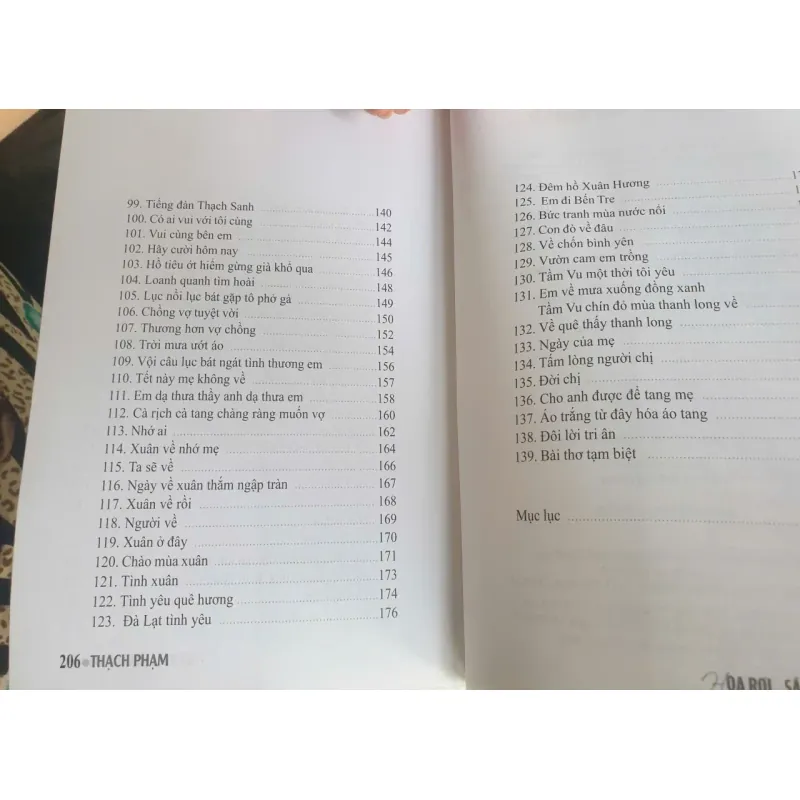 99. Tiếng đàn Thạch Sanh 140
100. Có ai vui với tôi cùng 142
101. Vui cùng bên em 144
102. Hãy cười hôm nay 145
103. Hồ tiêu ớt hiểm gừng già khổ qua 146
104. Loanh quanh tìm hoài 148
105. Lục nồi lục bát gặp tô phở gà 149
106. Chồng vợ tuyệt vời 150
107. Thương hơn vợ chồng 152
108. Trời mưa ướt áo 154
109. Vội câu lục bát ngát tình thương em 156
110. Tết này mẹ không về 157
111. Em dạ thưa thầy anh dạ thưa em 158
112. Cà rịch cà tang chàng ràng muốn vợ 160
113. Nhớ ai 162
114. Xuân về nhớ mẹ 164
115. Ta sẽ về 166
116. Ngày về xuân thắm ngập tràn 167
117. Xuân về rồi 168
118. Người về 169
119. Xuân ở đây 170
120. Chào mùa xuân 171
121. Tình xuân 173
122. Tình yêu quê hương 174
123. Đà Lạt tình yêu 176
206 THẠCH PHẠM
124. Đêm hồ Xuân Hương
125. Em đi Bến Tre
126. Bức tranh mùa nước nổi
127. Con đò về đâu
128. Về chốn bình yên
129. Vườn cam em trồng
130. Tầm Vu một thời tôi yêu
131. Em về mưa xuống đồng xanh
Tầm Vu chín đỏ mùa thanh long về
132. Về quê thấy thanh long
133. Ngày của mẹ
134. Tấm lòng người chị
135. Đời chị
136. Cho anh được để tang mẹ
137. Áo trắng từ đây hóa áo tang
138. Đôi lời tri ân
139. Bài thơ tạm biệt
Mục lục